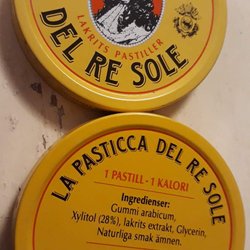 LAKRITS PASTILLER
DEL RE SOLE
LA PASTICCA DEL RE SOLE
1 PASTILL - 1 KALORI
Ingredienser:
Gummi arabicum,
Xylitol (28%), lakrits extrakt, Glycerin,
Naturliga smak ämnen.